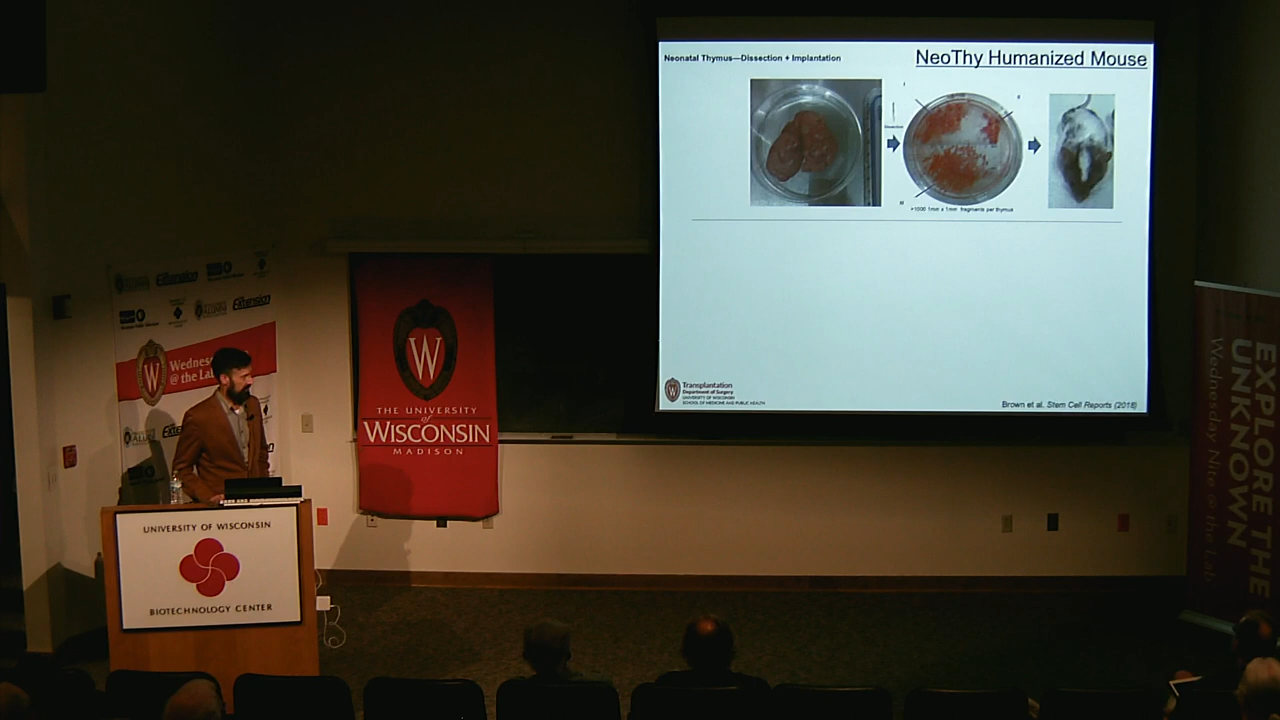 Neonatal Thymus—Dissection + Implantation
NeoThy Humanized Mouse
Dissection
>1000 1mm x 1mm fragments per thymus
Transplantation
Department of Surgery
UNIVERSITY OF WISCONSIN
SCHOOL OF MEDICINE AND PUBLIC HEALTH
Brown et al. Stem Cell Reports (2018)
Extension
Extension
Wednes
@ the La
W
THE UNIVERSITY
of
WISCONSIN
MADISON
UNIVERSITY OF WISCONSIN
BIOTECHNOLOGY CENTER
EXPLORE THE
UNKNOWN
Wednesday Nite @ the Lab